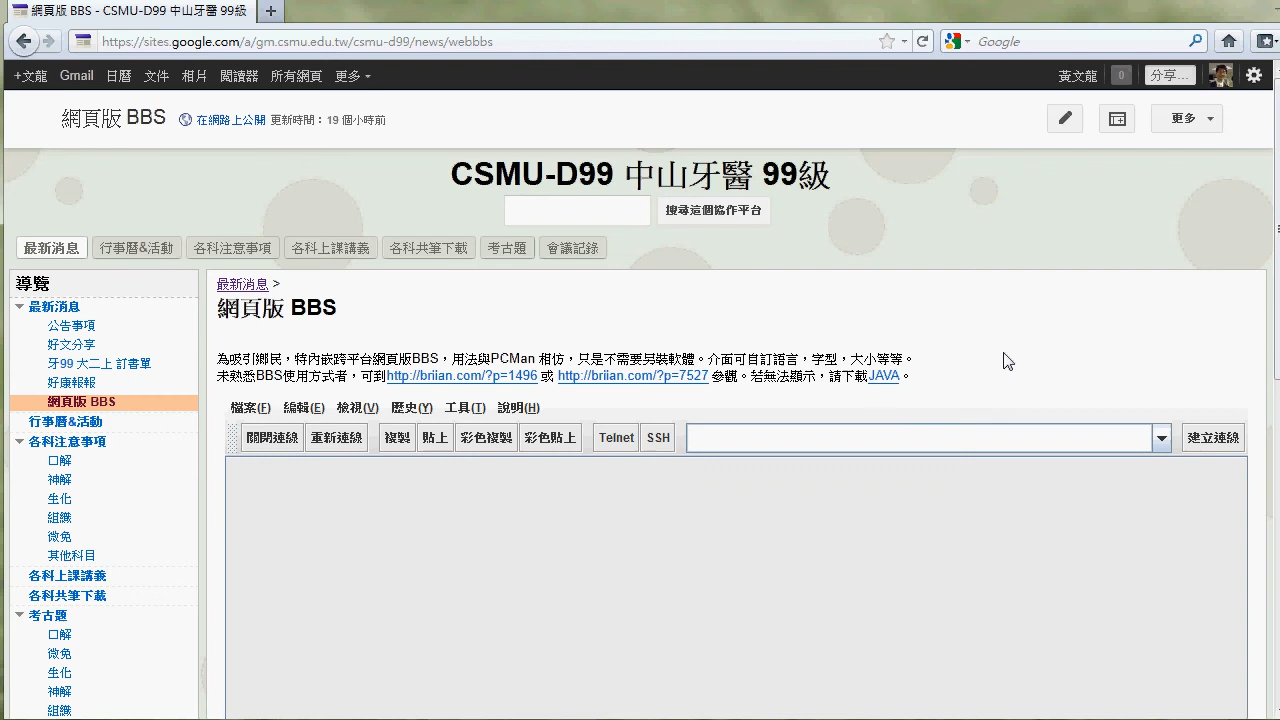 網頁版 BBS - CSMU-D99 中山牙醫 99級
https://sites.google.com/a/gm.csmu.edu.tw/csmu-d99/news/webbbs
Google
+文龍 Gmail 日曆 文件 相片 閱讀器 所有網頁 更多
黃文龍 0 分享...
網頁版 BBS 在網路上公開 更新時間：19 個小時前
更多
CSMU-D99 中山牙醫 99級
搜尋這個協作平台
最新消息 行事曆&活動 各科注意事項 各科上課講義 各科共筆下載 考古題 會議記錄
導覽
最新消息
公告事項
好文分享
牙99 大二上 訂書單
好康報報
網頁版 BBS
行事曆&活動
各科注意事項
口解
神解
生化
組織
微免
其他科目
各科上課講義
各科共筆下載
考古題
口解
微免
生化
神解
組織
最新消息 >
網頁版 BBS
為吸引鄉民，特內嵌跨平台網頁版BBS，用法與PCMan 相仿，只是不需要另裝軟體。介面可自訂語言，字型，大小等等。
未熟悉BBS使用方式者，可到http://briian.com/?p=1496 或 http://briian.com/?p=7527 參觀。若無法顯示，請下載JAVA。
檔案(F) 編輯(E) 檢視(V) 歷史(Y) 工具(T) 說明(H)
關閉連線 重新連線 複製 貼上 彩色複製 彩色貼上 Telnet SSH 建立連線